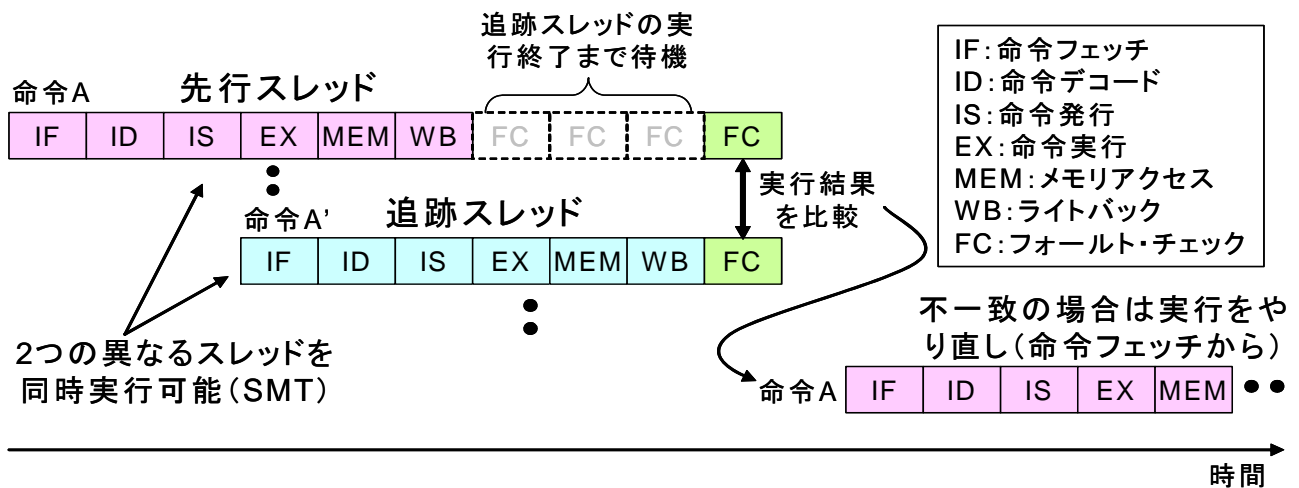 追跡スレッドの実
行終了まで待機
命令A
先行スレッド
IF ID IS EX MEM WB FC FC FC FC
実行結果
を比較
命令A’
追跡スレッド
IF ID IS EX MEM WB FC
2つの異なるスレッドを
同時実行可能(SMT)
IF:命令フェッチ
ID:命令デコード
IS:命令発行
EX:命令実行
MEM:メモリアクセス
WB:ライトバック
FC:フォールト・チェック
不一致の場合は実行をや
り直し(命令フェッチから)
命令A IF ID IS EX MEM
時間